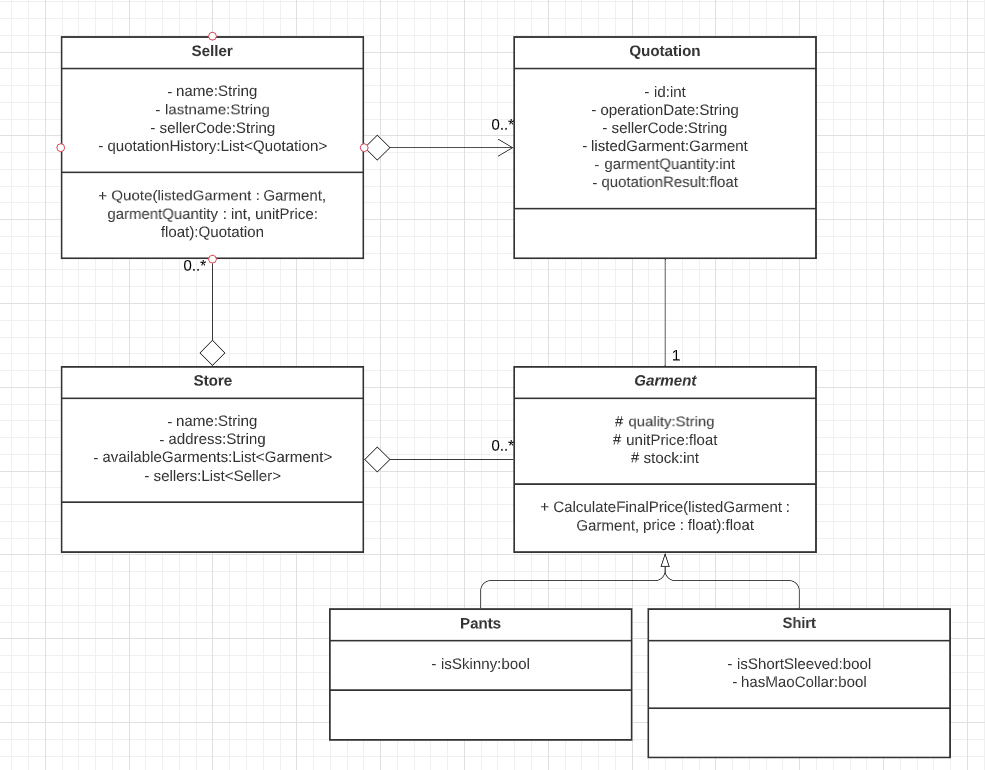 Seller
- name:String
- lastname:String
- sellerCode:String
- quotationHistory:List<Quotation>
+ Quote(listedGarment : Garment,
garmentQuantity : int, unitPrice:
float):Quotation
0..*
Quotation
- id:int
- operationDate:String
- sellerCode:String
- listedGarment:Garment
- garmentQuantity:int
- quotationResult:float
0..*
1
Store
- name:String
- address:String
- availableGarments:List<Garment>
- sellers:List<Seller>
0..*
Garment
# quality:String
# unitPrice:float
# stock:int
+ CalculateFinalPrice(listedGarment :
Garment, price : float):float
Pants
- isSkinny:bool
Shirt
- isShortSleeved:bool
- hasMaoCollar:bool